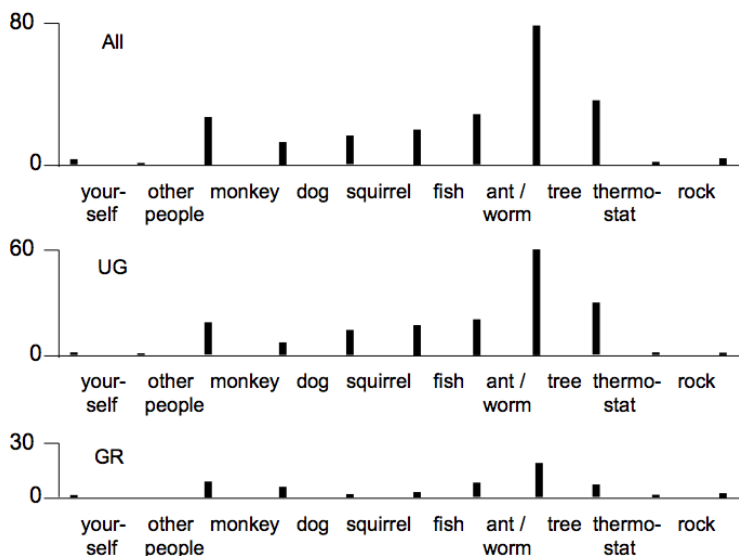 80
All
0
your- other monkey dog squirrel fish ant / tree thermo- rock
self people worm stat
60
UG
0
your- other monkey dog squirrel fish ant / tree thermo- rock
self people worm stat
30
GR
0
your- other monkey dog squirrel fish ant / tree thermo- rock
self people worm stat